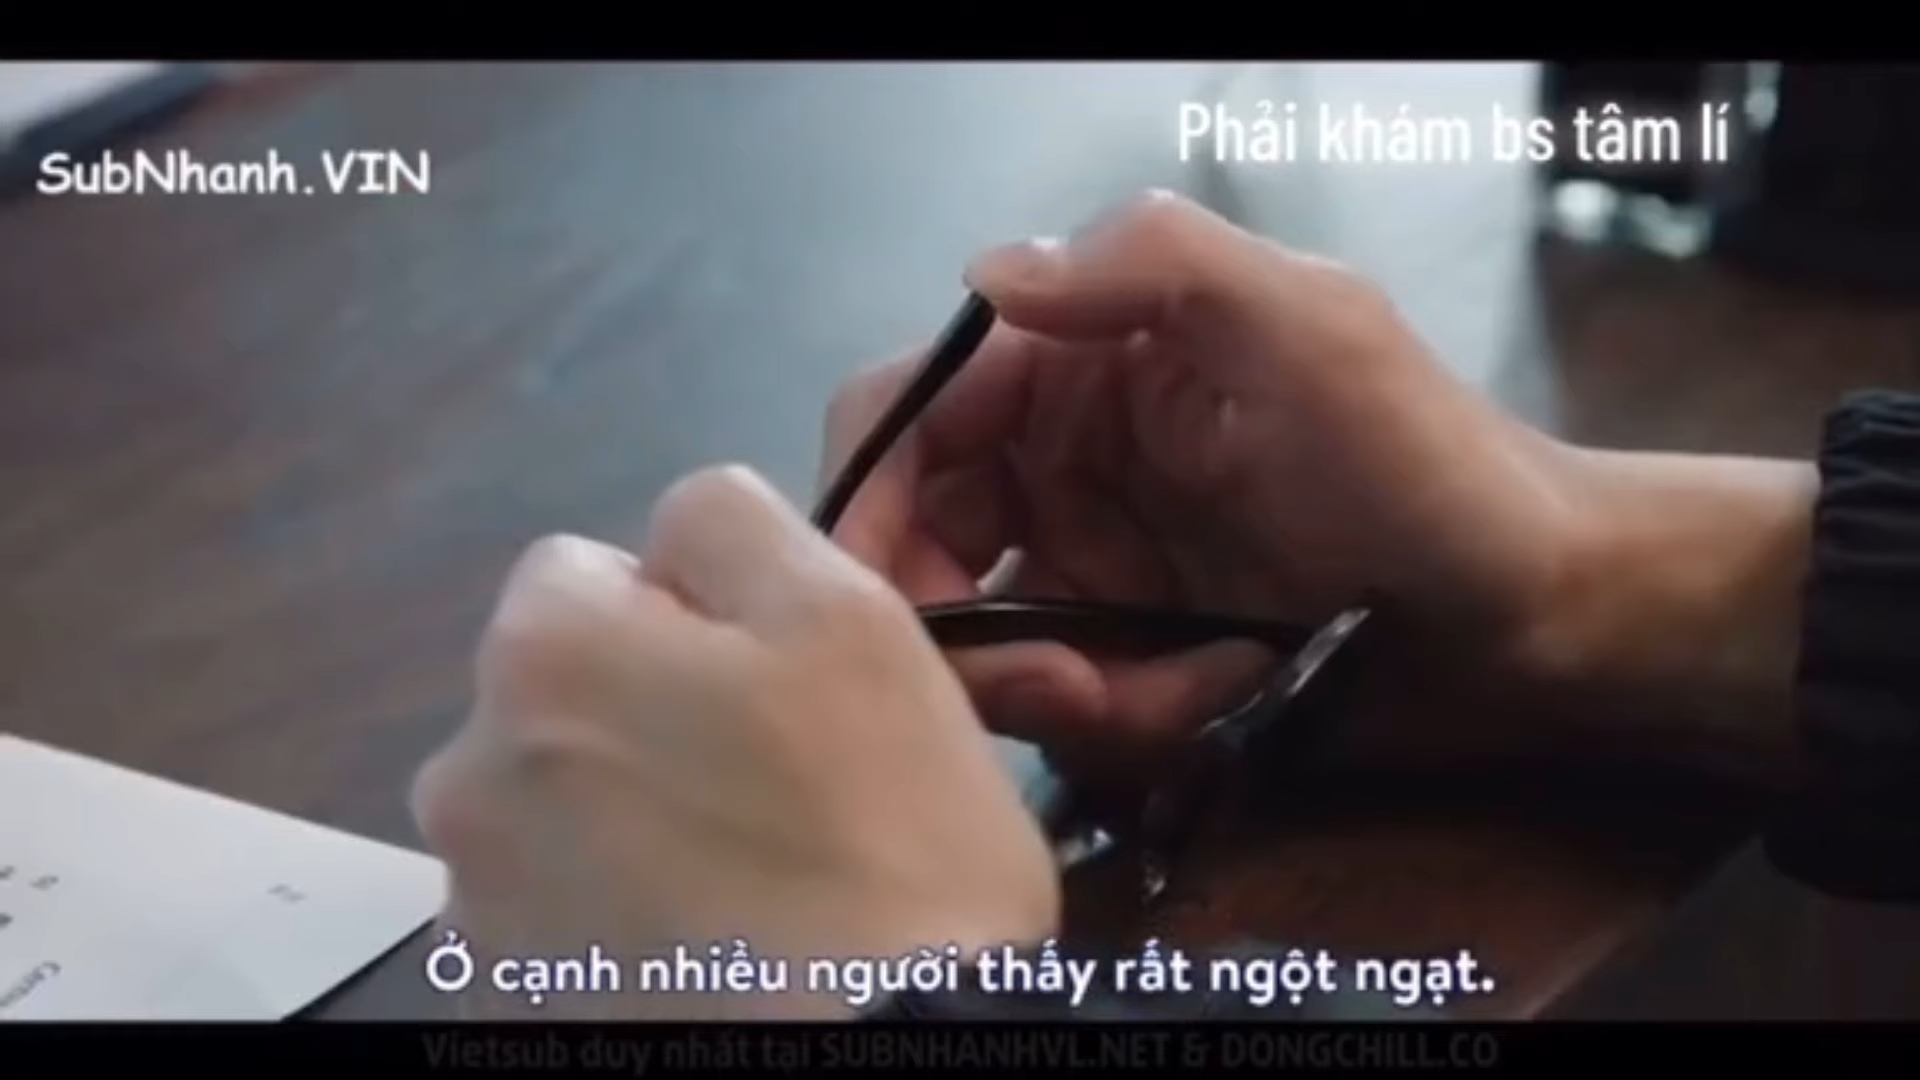 Phải khám bs tâm lí
SubNhanh.VIN
Ở cạnh nhiều người thấy rất ngột ngạt.
Vietsub duy nhất tại SUBNHANHVL.NET & DONGCHILL.CO